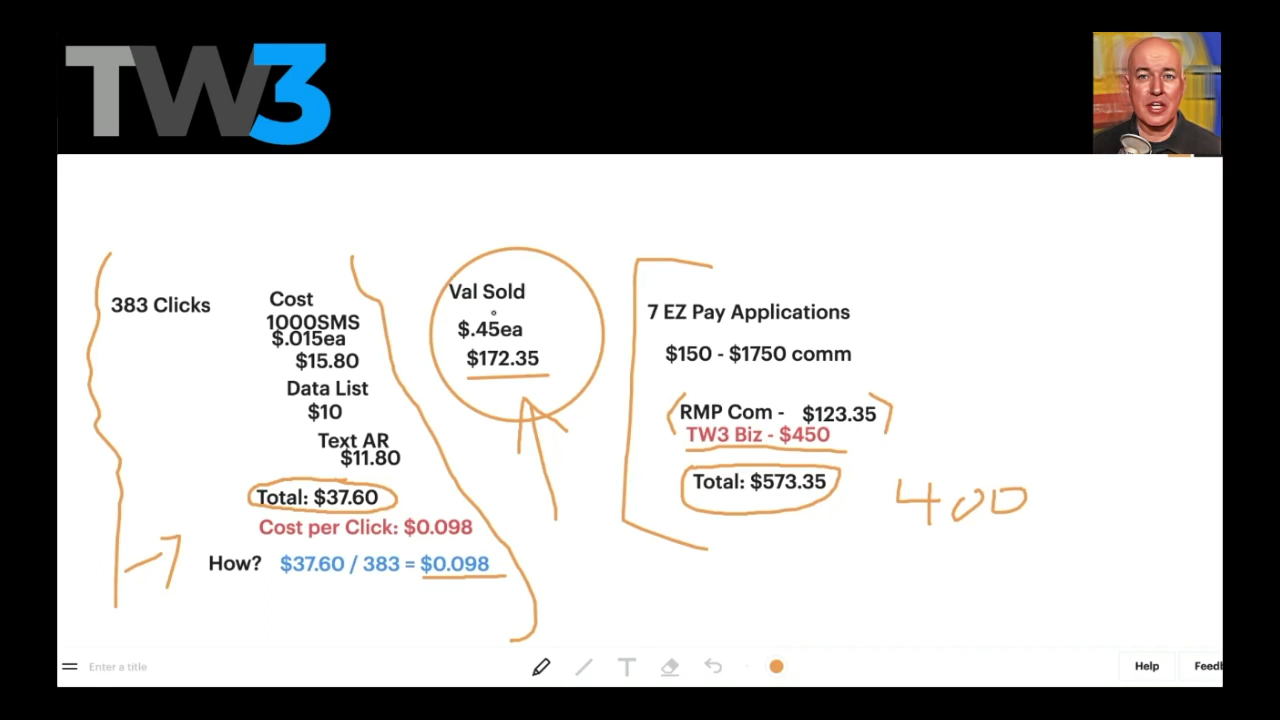 TW3
383 Clicks
Cost
1000SMS
$.015ea
$15.80
Data List
$10
Text AR
$11.80
Total: $37.60
Cost per Click: $0.098
How? $37.60 / 383 = $0.098
Val Sold
$.45ea
$172.35
7 EZ Pay Applications
$150 - $1750 comm
RMP Com - $123.35
TW3 Biz - $450
Total: $573.35
400
Enter a title
T
Help
Feedb